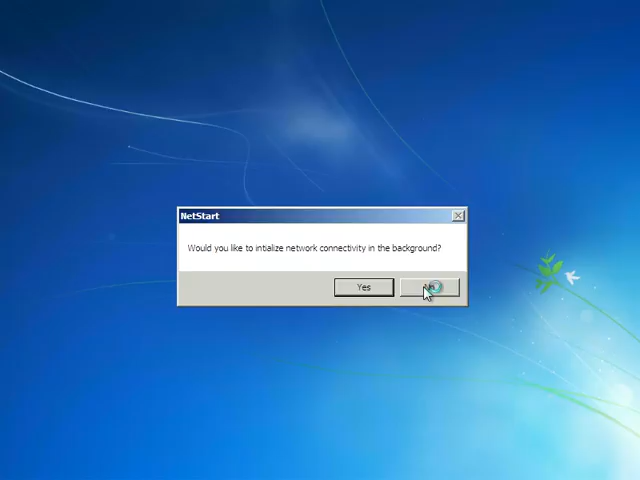 NetStart
Would you like to intialize network connectivity in the background?
Yes